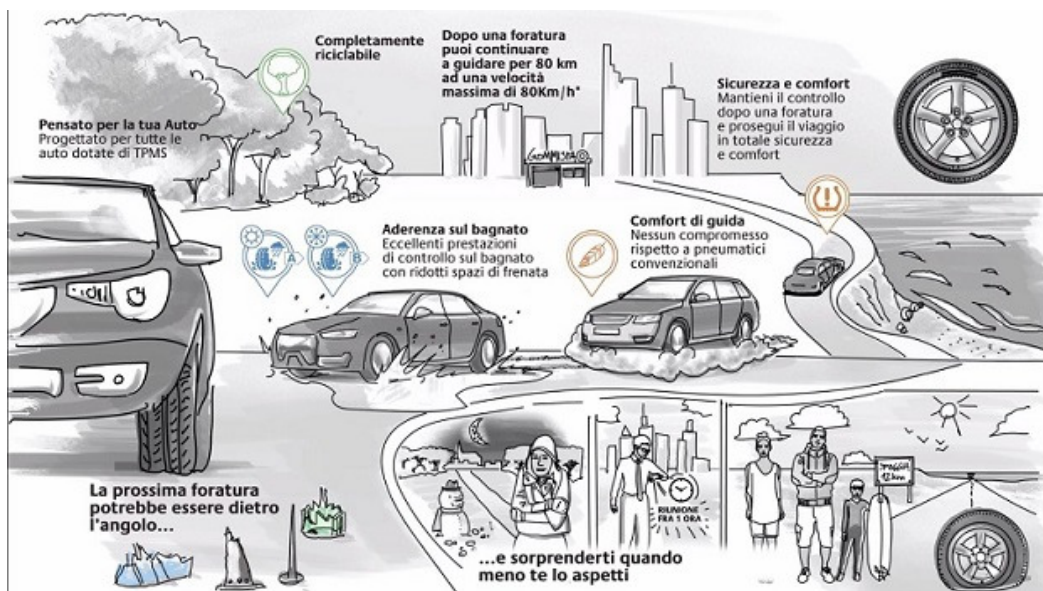 Completamente
riciclabile
Dopo una foratura
puoi continuare
a guidare per 80 km
ad una velocità
massima di 80Km/h*
Sicurezza e comfort
Mantieni il controllo
dopo una foratura
e prosegui il viaggio
in totale sicurezza
e comfort
Pensato per la tua Auto
Progettato per tutte le
auto dotate di TPMS
GOMMISTA
Aderenza sul bagnato
Eccellenti prestazioni
di controllo sul bagnato
con ridotti spazi di frenata
A
B
Comfort di guida
Nessun compromesso
rispetto a pneumatici
convenzionali
La prossima foratura
potrebbe essere dietro
l'angolo...
RIUNIONE
FRA 1 ORA
SPIAGGIA
12 km
...e sorprenderti quando
meno te lo aspetti